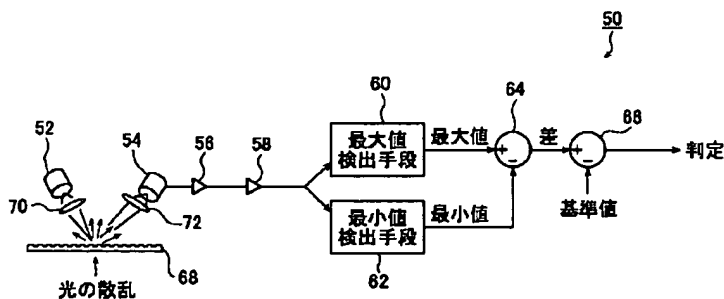 50
60
64
52
54
56
58
最大値
検出手段
最大値
差
66
判定
70
72
最小値
検出手段
最小値
基準値
62
68
光の散乱